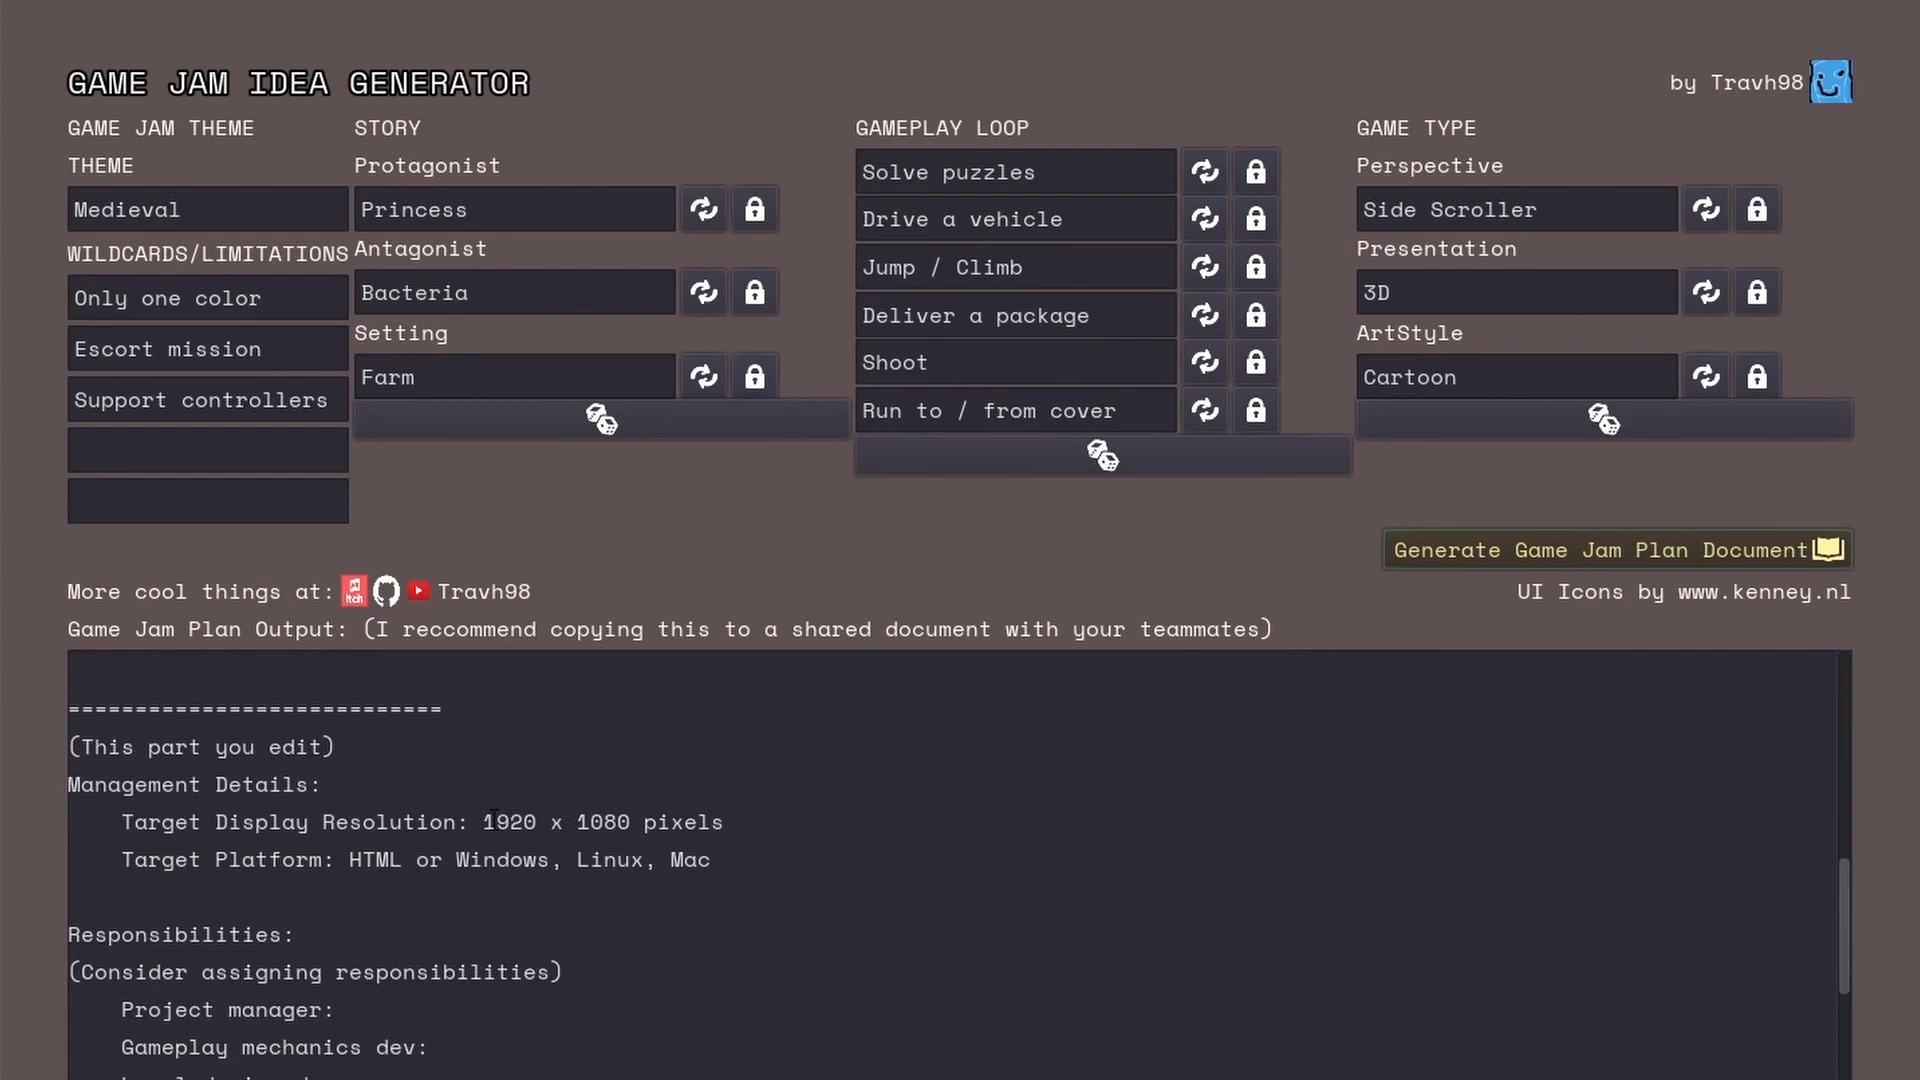 GAME JAM IDEA GENERATOR
by Travh98
GAME JAM THEME
THEME
Medieval
WILDCARDS/LIMITATIONS
Only one color
Escort mission
Support controllers
STORY
Protagonist
Princess
Antagonist
Bacteria
Setting
Farm
GAMEPLAY LOOP
Solve puzzles
Drive a vehicle
Jump / Climb
Deliver a package
Shoot
Run to / from cover
GAME TYPE
Perspective
Side Scroller
Presentation
3D
ArtStyle
Cartoon
Generate Game Jam Plan Document
More cool things at: itch Travh98
UI Icons by www.kenney.nl
Game Jam Plan Output: (I reccommend copying this to a shared document with your teammates)
============================
(This part you edit)
Management Details:
Target Display Resolution: 1920 x 1080 pixels
Target Platform: HTML or Windows, Linux, Mac
Responsibilities:
(Consider assigning responsibilities)
Project manager:
Gameplay mechanics dev: